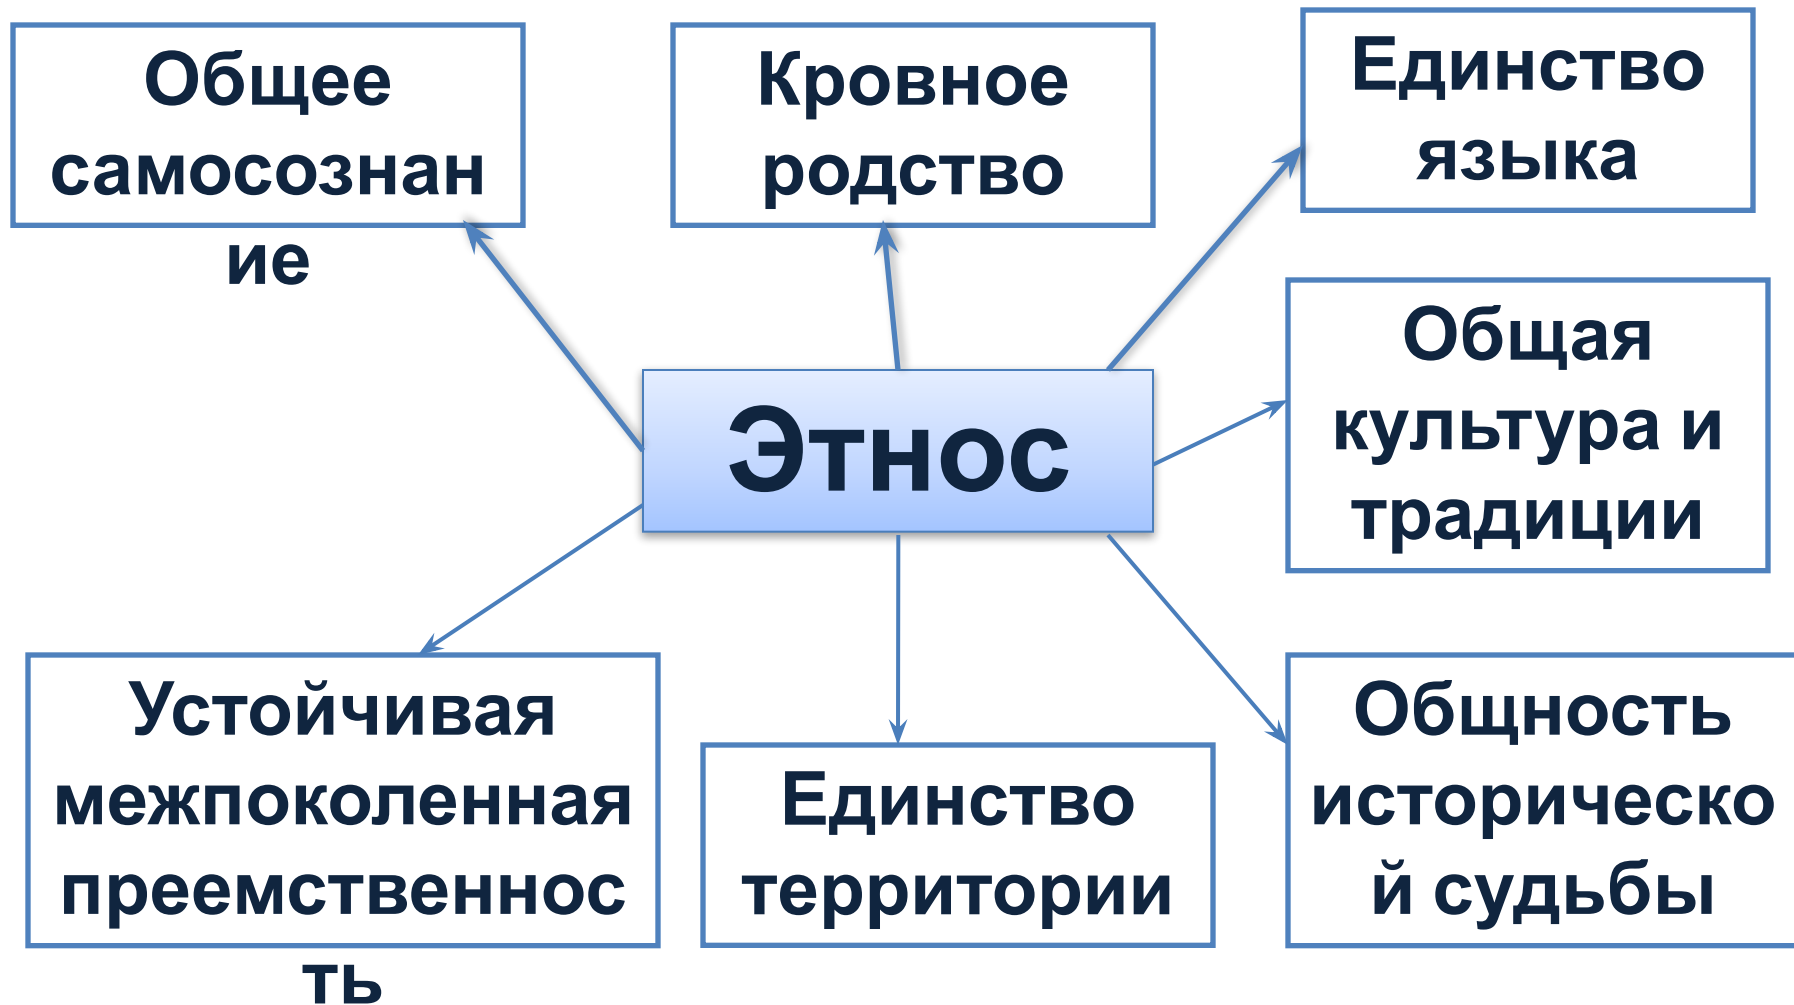 Общее
самосознан
ие
Кровное
родство
Единство
языка
Общая
культура и
традиции
Этнос
Устойчивая
межпоколенная
преемственнос
ть
Единство
территории
Общность
историческо
й судьбы